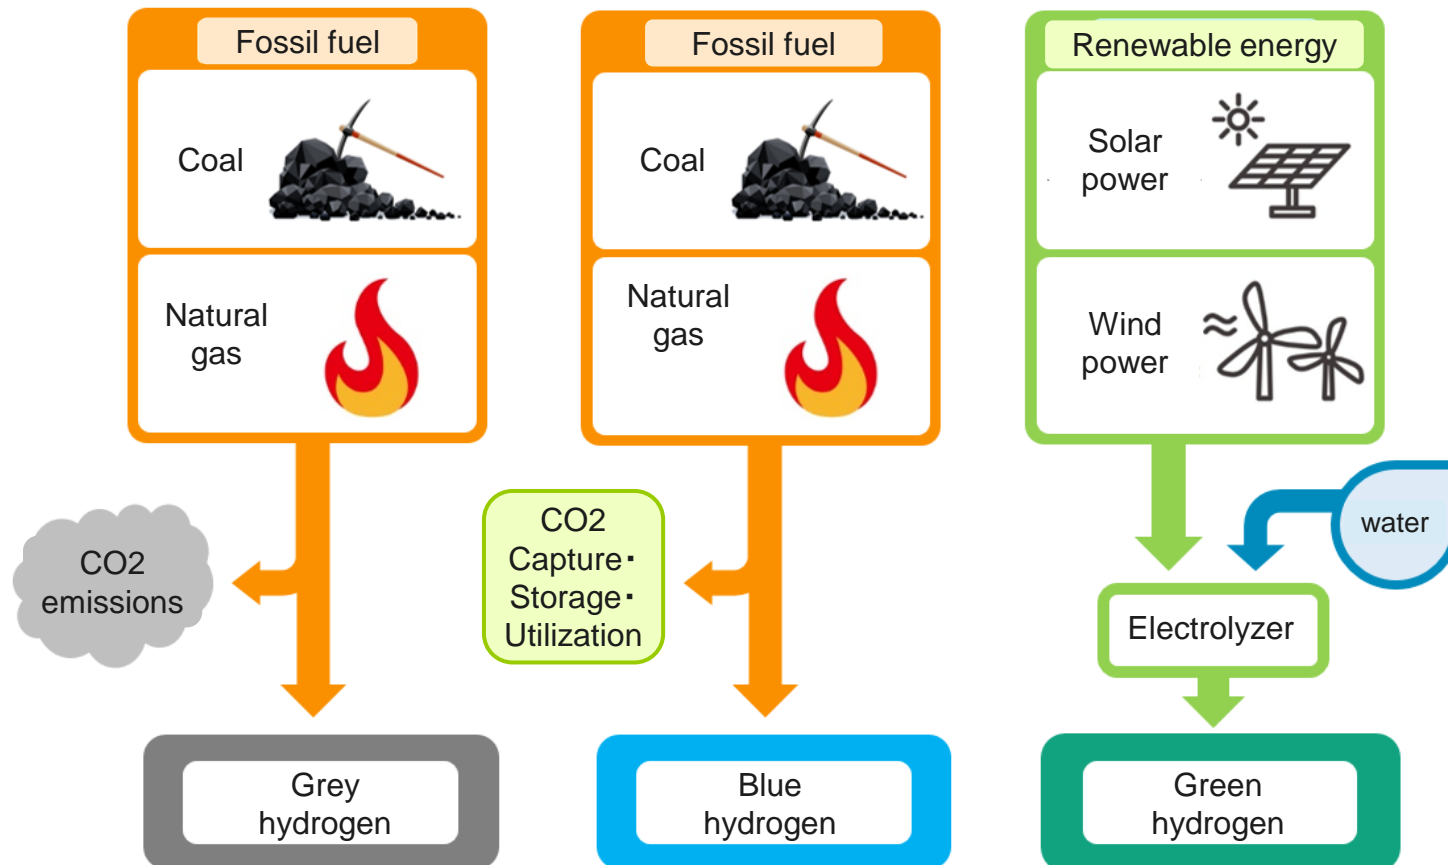 Fossil fuel
Coal
Natural
gas
CO2
emissions
Grey
hydrogen
Fossil fuel
Coal
Natural
gas
CO2
Capture・
Storage・
Utilization
Blue
hydrogen
Renewable energy
Solar
power
Wind
power
water
Electrolyzer
Green
hydrogen